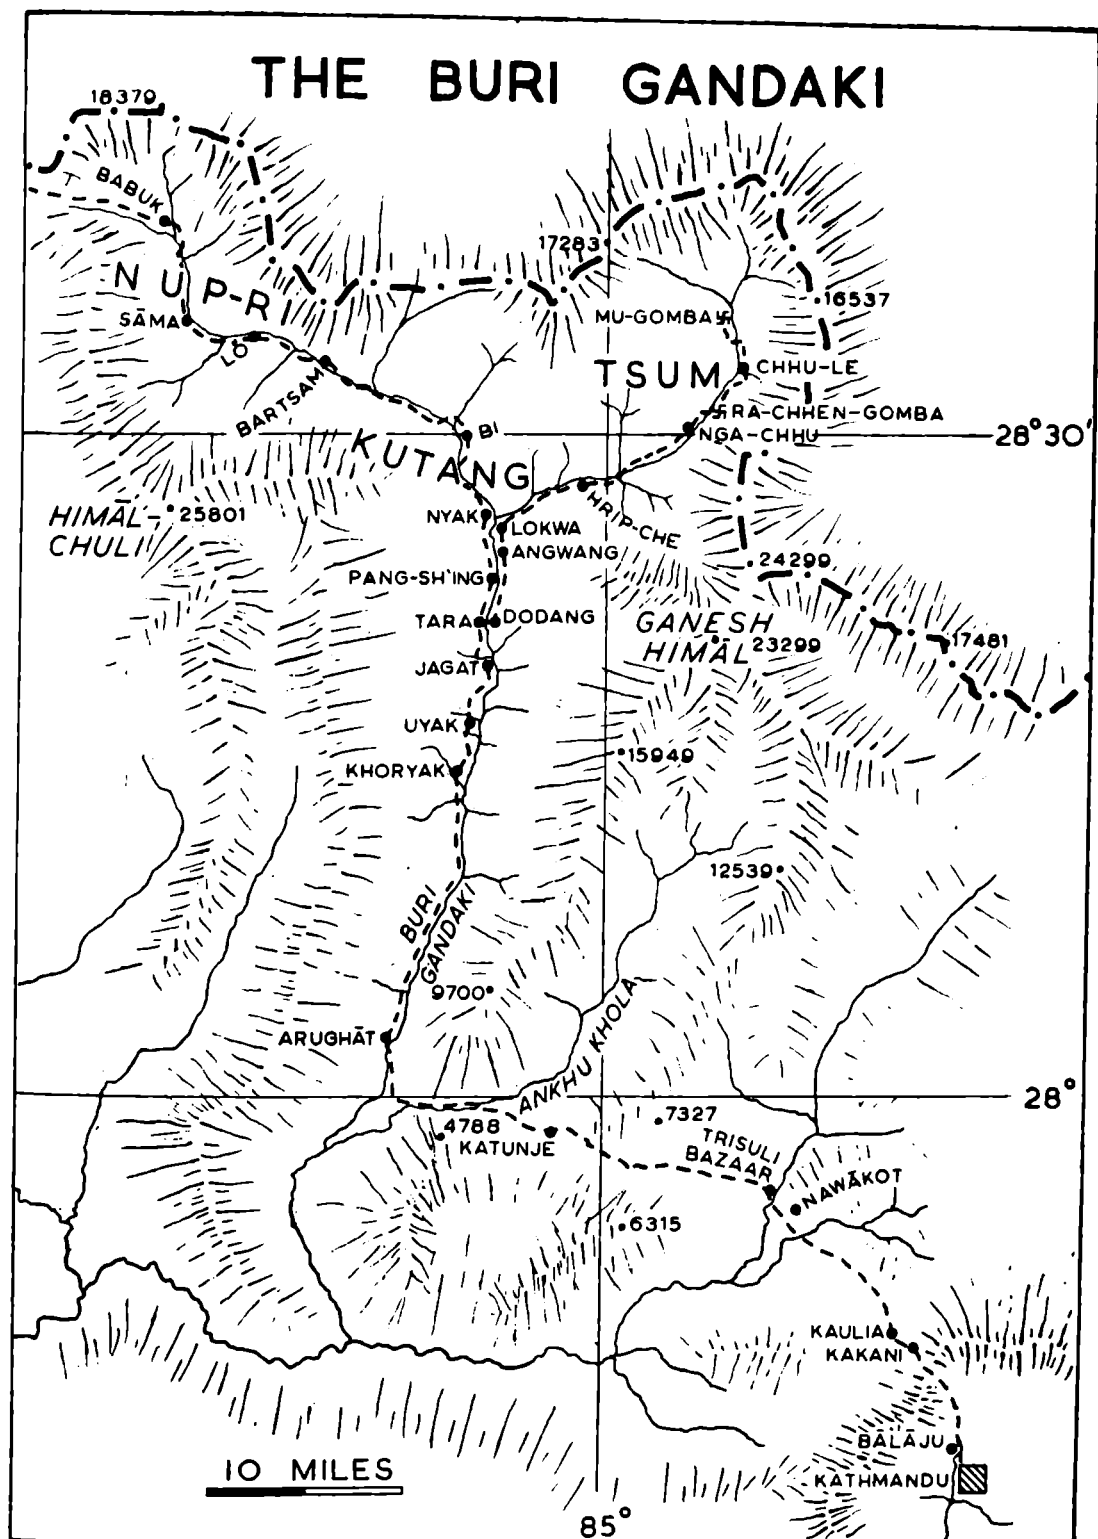 THE BURI GANDAKI
18379
BABUK
NUP-RI
17283
16537
SĀMA
MU-GOMBA
LÖ
TSUM
CHHU-LE
BARTSAM
RA-CHHEN-GOMBA
BI
NGA-CHHU
28°30'
KUTANG
HIMĀL-
CHULI
25801
NYAK
LOKWA
HRIP-CHE
ANGWANG
24299
PANG-SH'ING
TARA
DODANG
GANESH
HIMĀL
23299
17481
JAGAT
UYAK
15949
KHORYAK
12539
BURI
GANDAKI
9700
ARUGHĀT
ANKHU KHOLA
28°
4788
KATUNJE
7327
TRISULI
BAZAAR
NAWĀKOT
6315
KAULIA
KAKANI
BĀLĀJU
KATHMANDU
10 MILES
85°